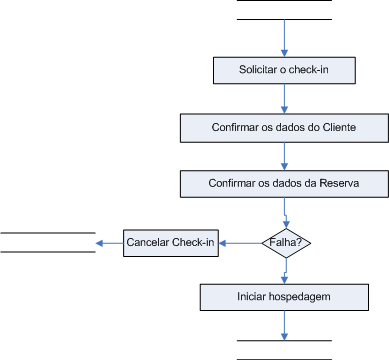 Solicitar o check-in
Confirmar os dados do Cliente
Confirmar os dados da Reserva
Cancelar Check-in
Falha?
Iniciar hospedagem